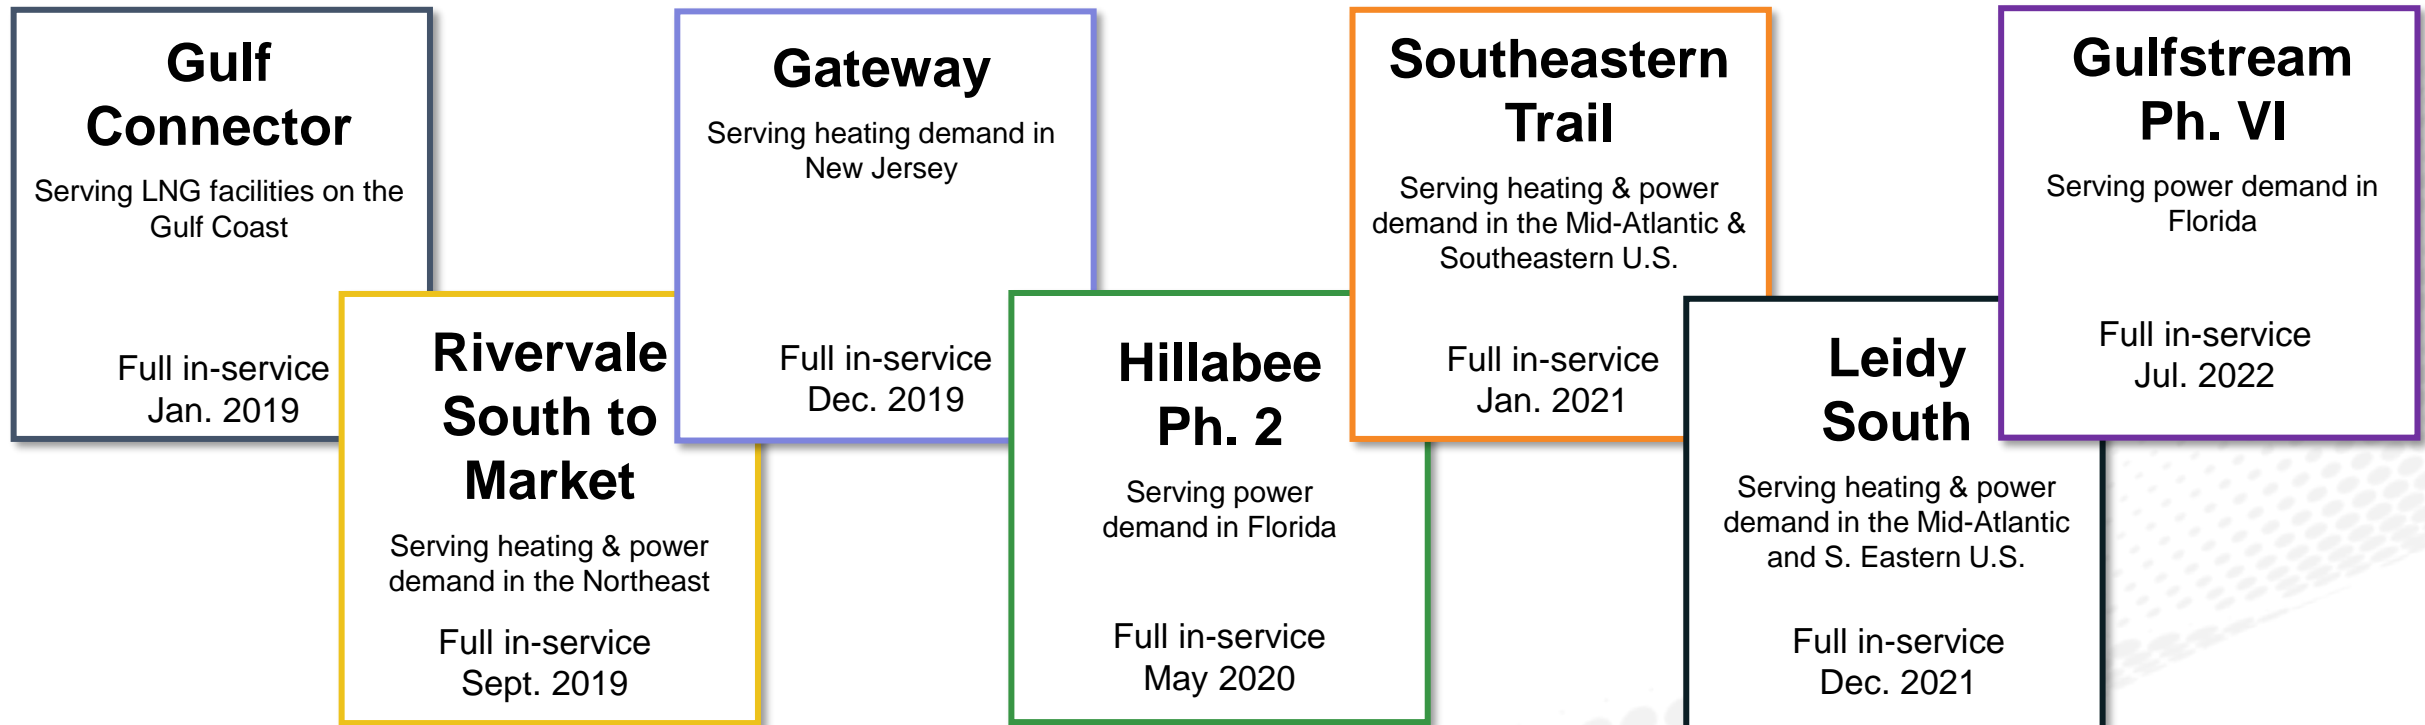 Gulf
Connector
Serving LNG facilities on the
Gulf Coast
Full in-service
Jan. 2019
Rivervale
South to
Market
Serving heating & power
demand in the Northeast
Full in-service
Sept. 2019
Gateway
Serving heating demand in
New Jersey
Full in-service
Dec. 2019
Hillabee
Ph. 2
Serving power
demand in Florida
Full in-service
May 2020
Southeastern
Trail
Serving heating & power
demand in the Mid-Atlantic &
Southeastern U.S.
Full in-service
Jan. 2021
Leidy
South
Serving heating & power
demand in the Mid-Atlantic
and S. Eastern U.S.
Full in-service
Dec. 2021
Gulfstream
Ph. VI
Serving power demand in
Florida
Full in-service
Jul. 2022